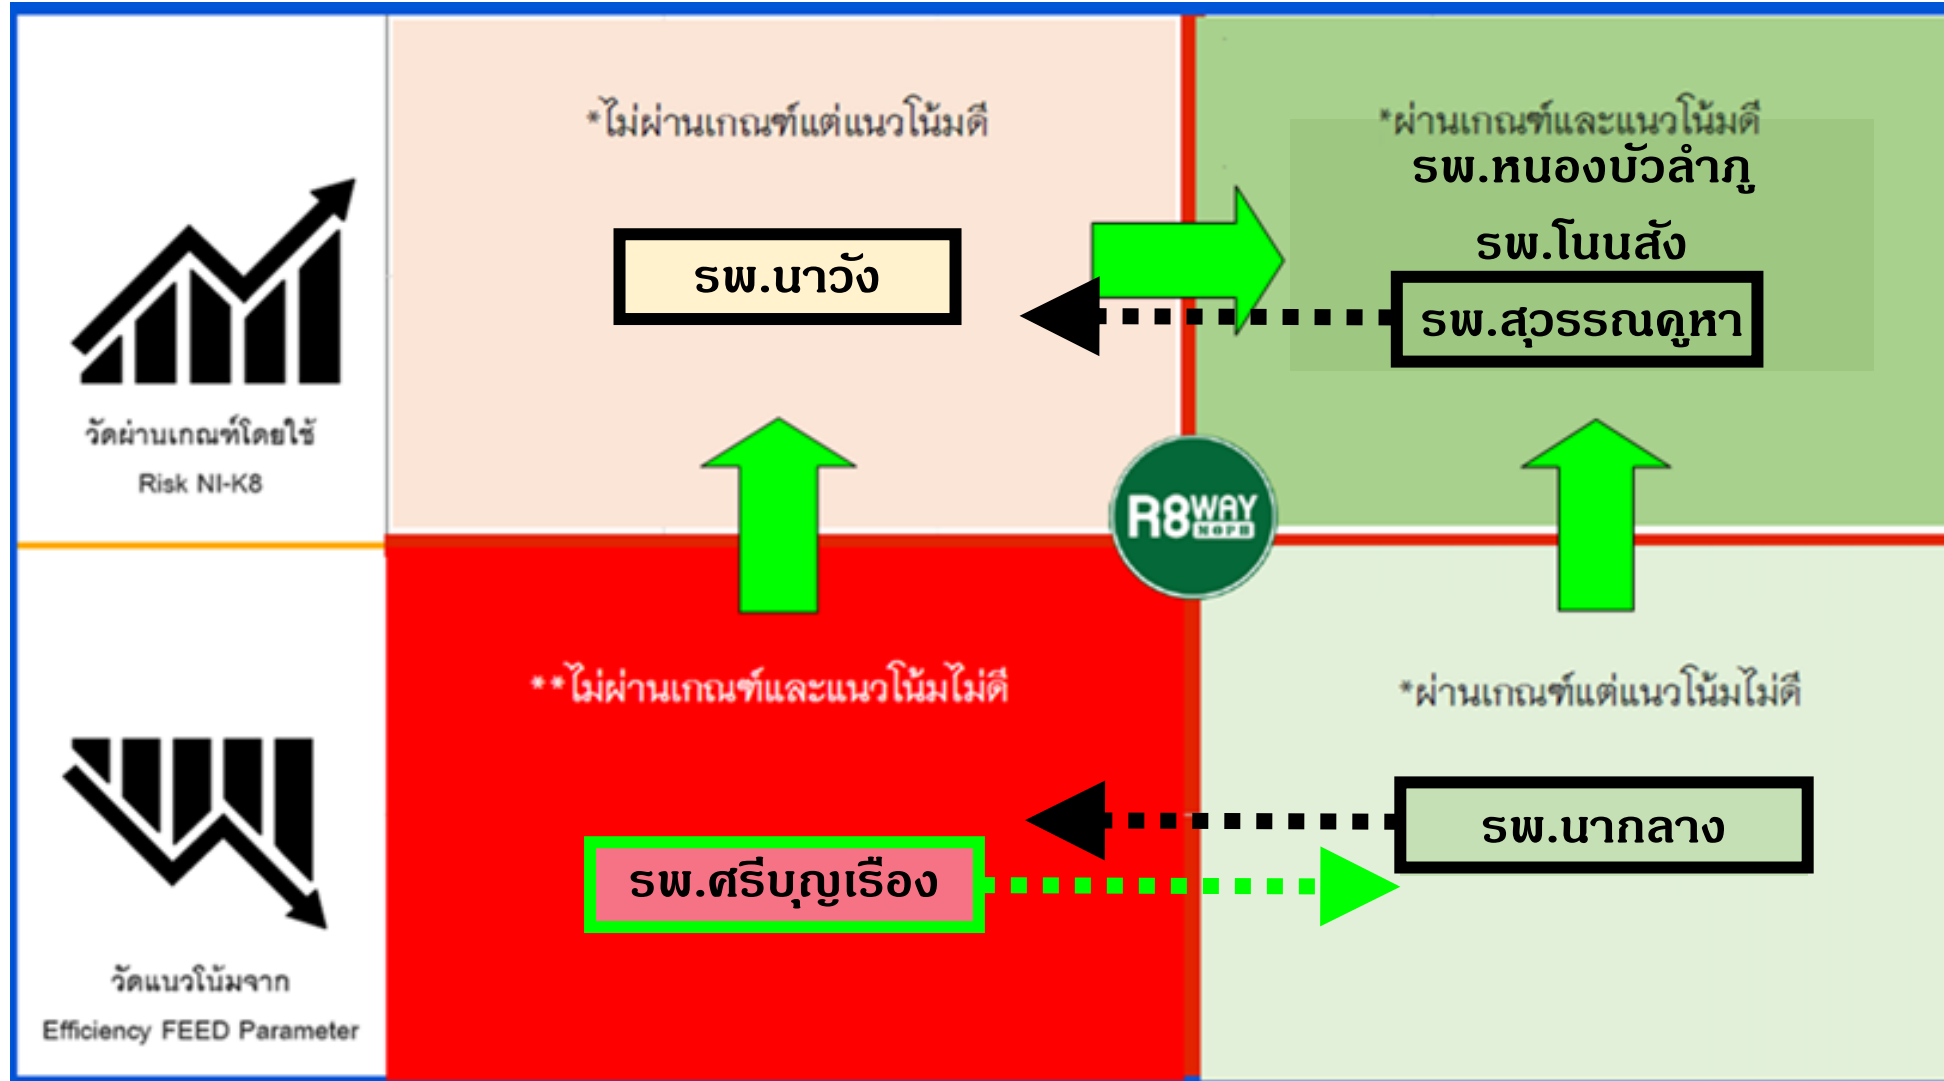 *ไม่ผ่านเกณฑ์แต่แนวโน้มดี
*ผ่านเกณฑ์และแนวโน้มดี
รพ.หนองบัวลำภู
รพ.โนนสัง
รพ.นาวัง
รพ.สุวรรณคูหา
วัดผ่านเกณฑ์โดยใช้
Risk NI-K8
R8WAY
MOPH
**ไม่ผ่านเกณฑ์และแนวโน้มไม่ดี
*ผ่านเกณฑ์แต่แนวโน้มไม่ดี
รพ.นากลาง
รพ.ศรีบุญเรือง
วัดแนวโน้มจาก
Efficiency FEED Parameter